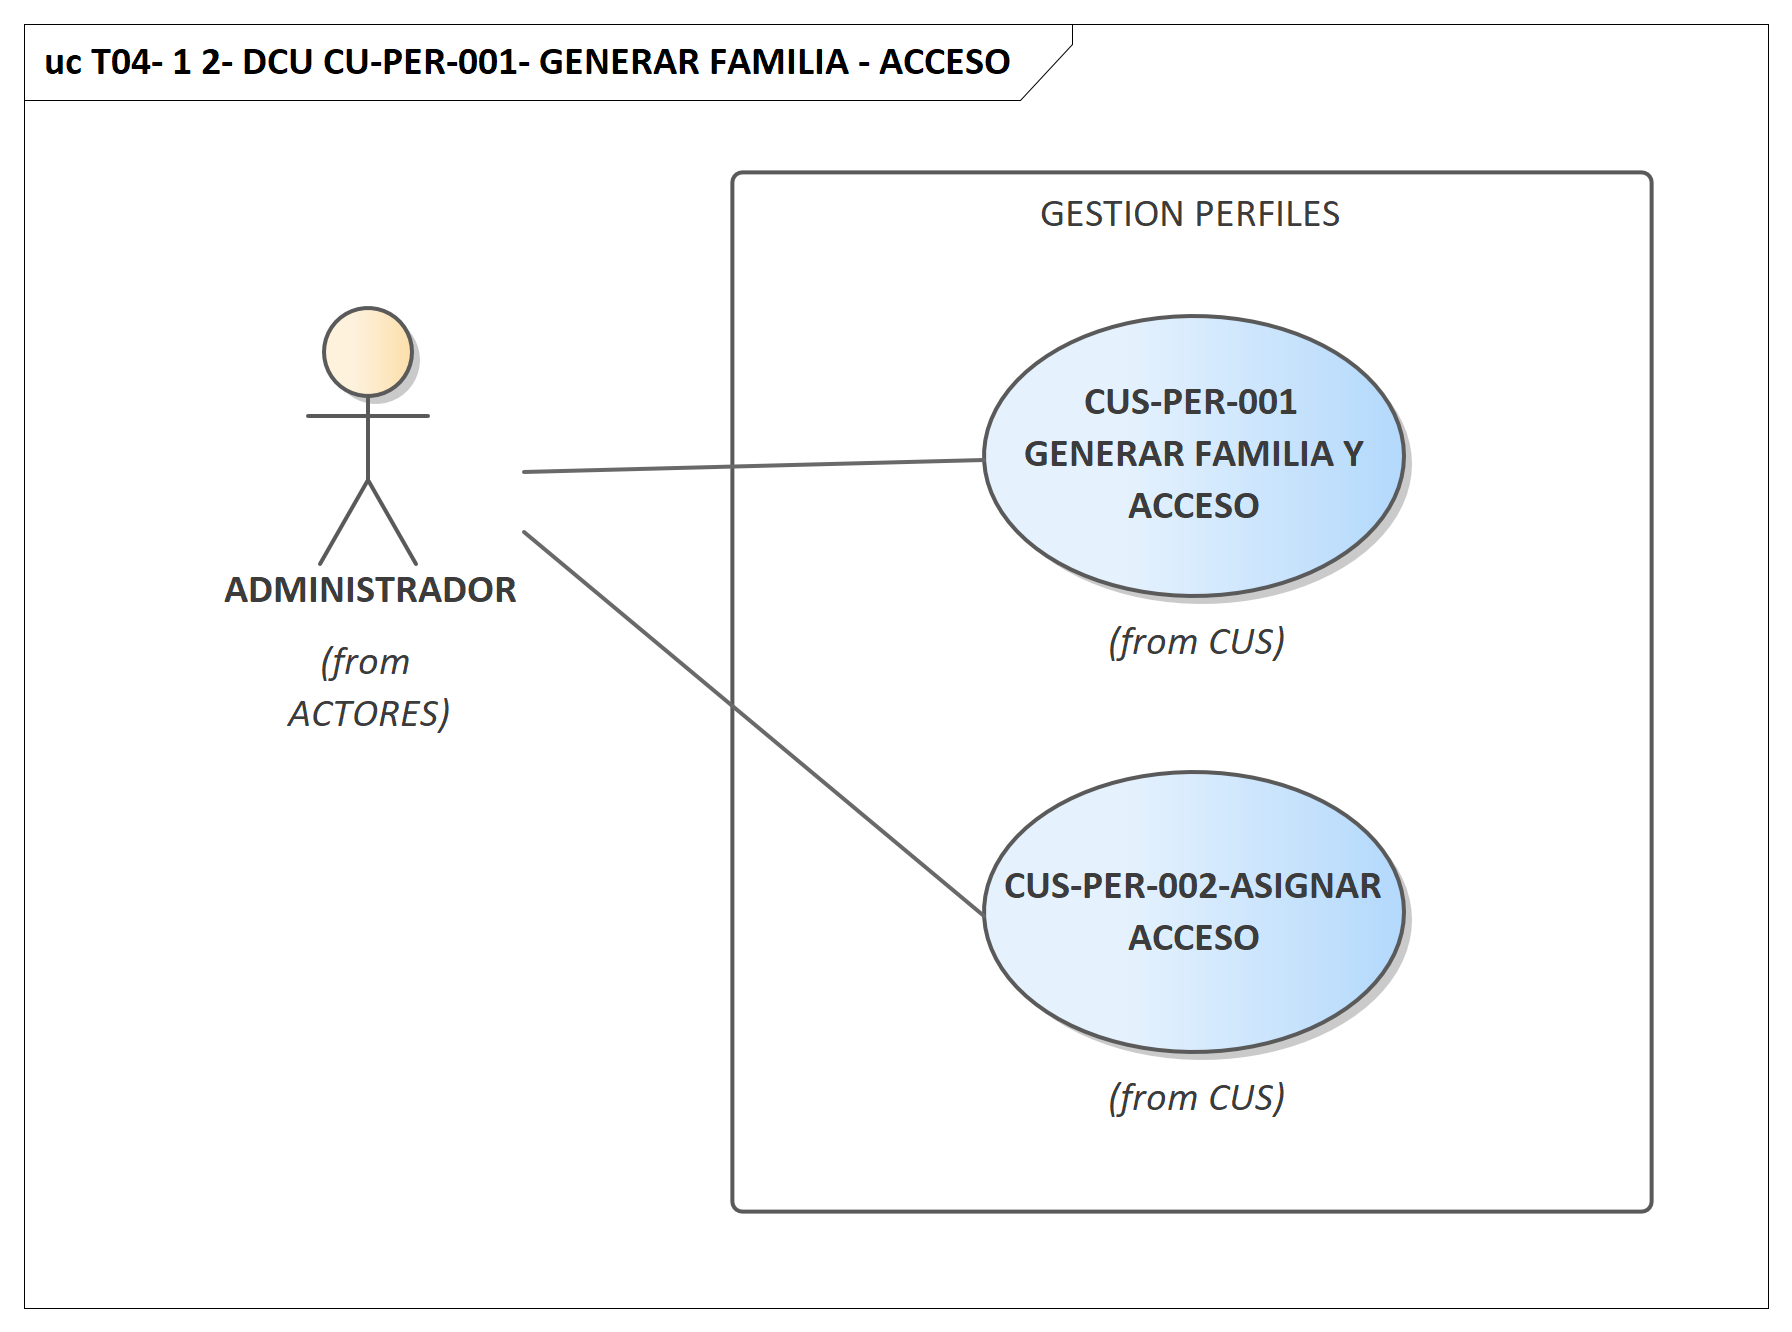 uc T04- 1 2- DCU CU-PER-001- GENERAR FAMILIA - ACCESO
GESTION PERFILES
CUS-PER-001
GENERAR FAMILIA Y
ACCESO
(from CUS)
ADMINISTRADOR
(from
ACTORES)
CUS-PER-002-ASIGNAR
ACCESO
(from CUS)